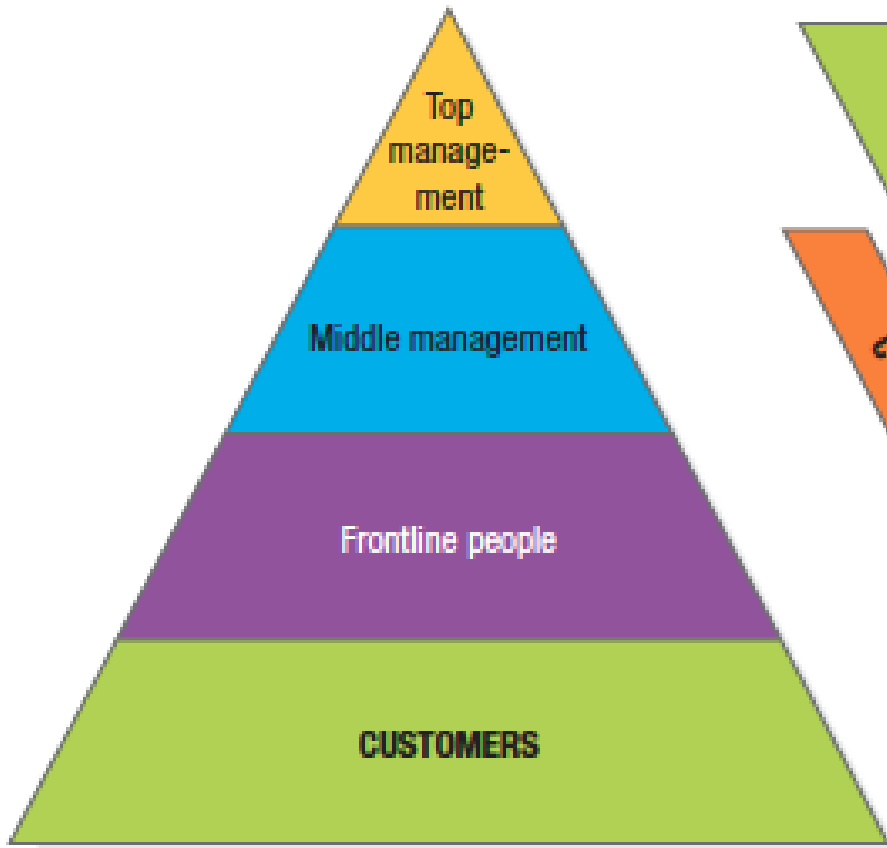 Top
manage-
ment
Middle management
Frontline people
CUSTOMERS